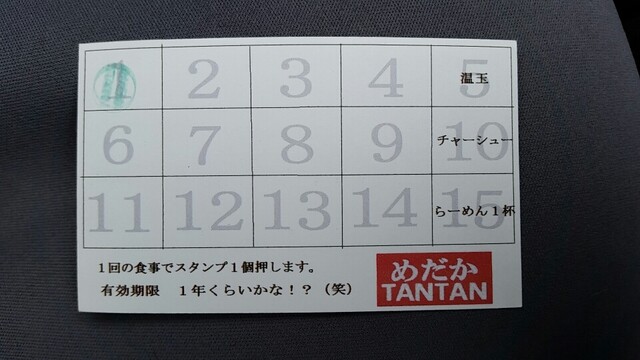 1 2 3 4 5 温玉
6 7 8 9 10 チャーシュー
11 12 13 14 15 らーめん1杯
1回の食事でスタンプ1個押します。
有効期限 1年くらいかな!?(笑)
めだか
TANTAN